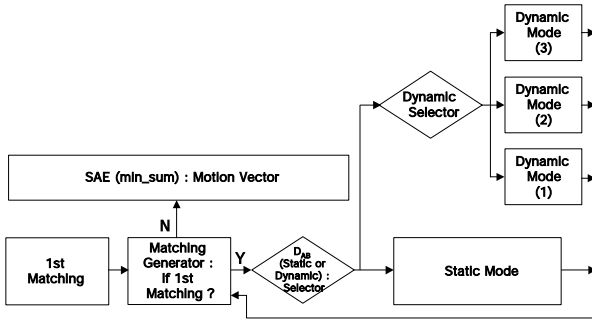 Dynamic
Mode
(3)
Dynamic
Selector
Dynamic
Mode
(2)
Dynamic
Mode
(1)
SAE (min_sum) : Motion Vector
N
1st
Matching
Matching
Generator :
If 1st
Matching ?
Y
DAB
(Static or
Dynamic) :
Selector
Static Mode